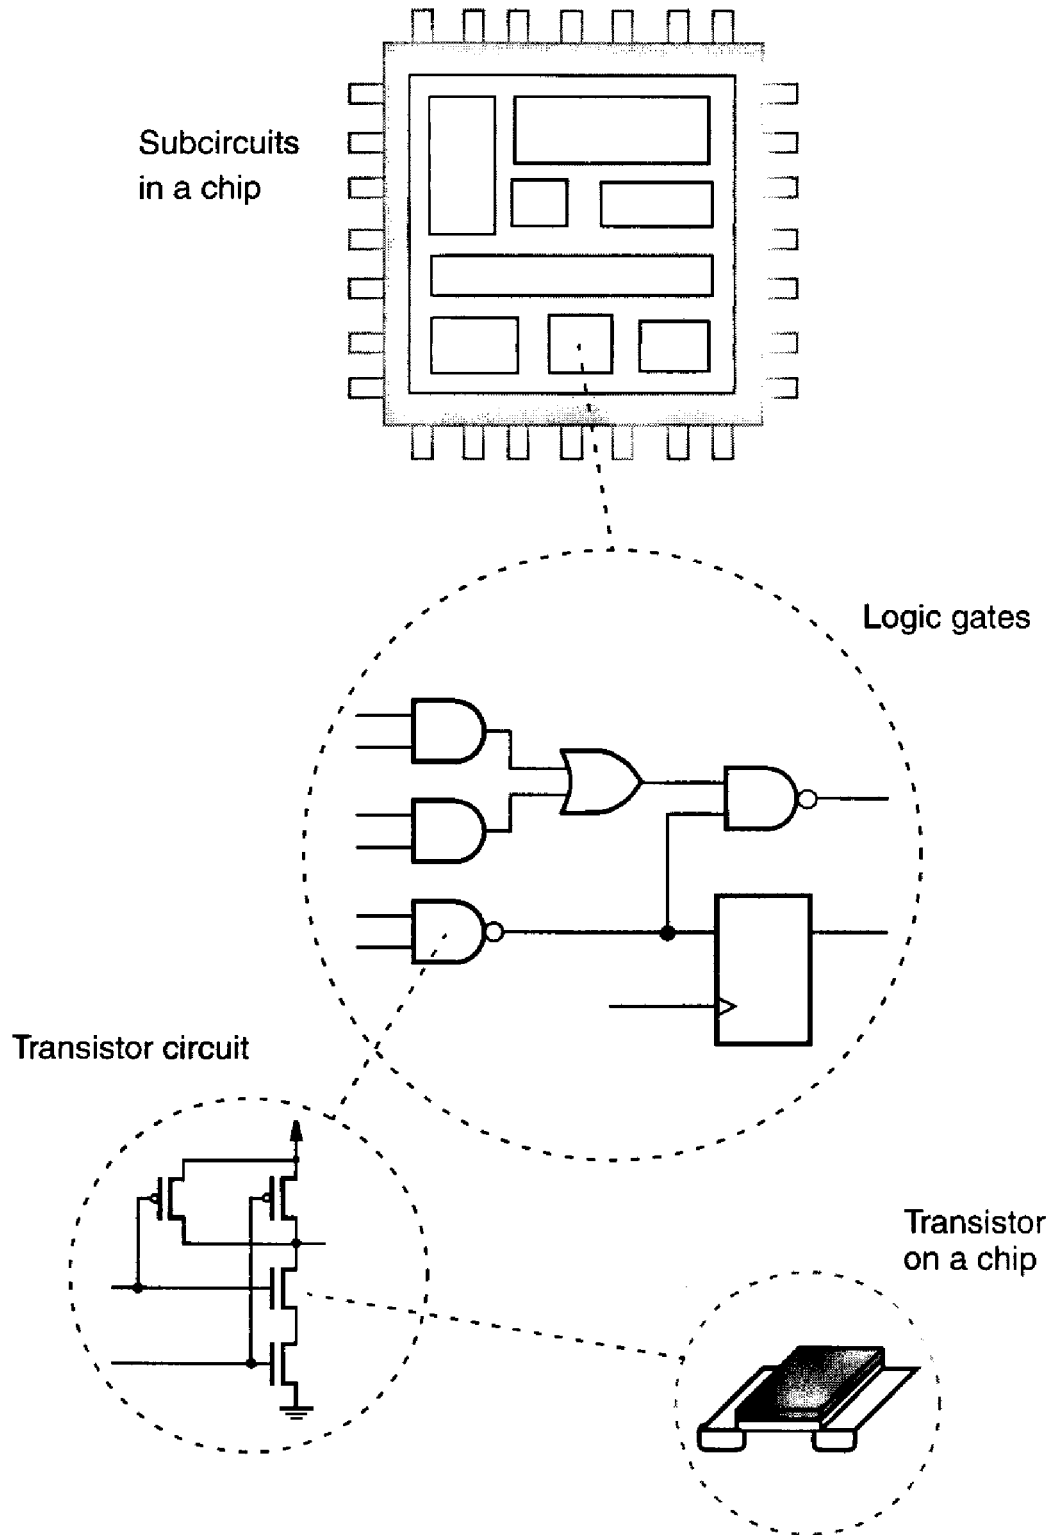 Subcircuits
in a chip
Logic gates
Transistor circuit
Transistor
on a chip